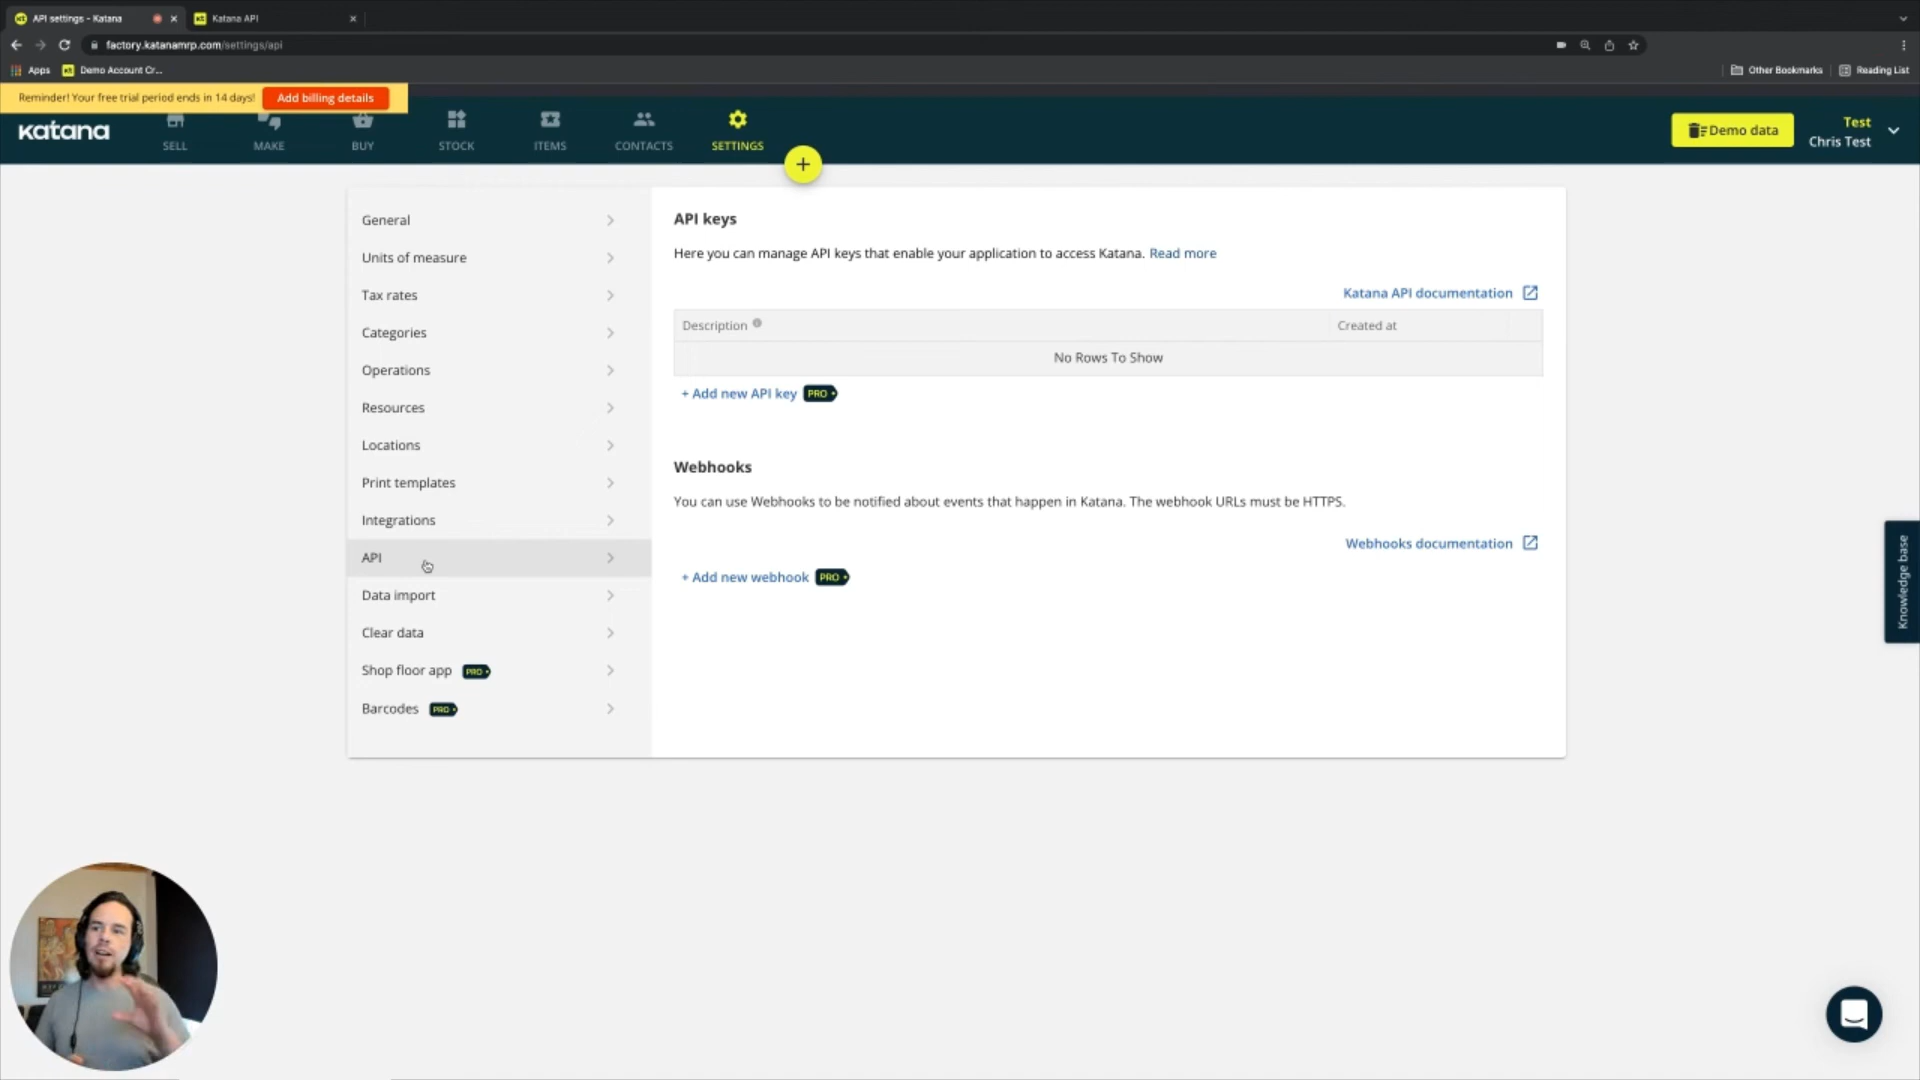 API settings - Katana
Katana API
factory.katanamrp.com/settings/api
Apps
Demo Account Cr...
Other Bookmarks
Reading List
Reminder! Your free trial period ends in 14 days!
Add billing details
katana
SELL
MAKE
BUY
STOCK
ITEMS
CONTACTS
SETTINGS
+
Demo data
Test
Chris Test
General
Units of measure
Tax rates
Categories
Operations
Resources
Locations
Print templates
Integrations
API
Data import
Clear data
Shop floor app PRO
Barcodes PRO
API keys
Here you can manage API keys that enable your application to access Katana. Read more
Katana API documentation
Description
Created at
No Rows To Show
+ Add new API key PRO
Webhooks
You can use Webhooks to be notified about events that happen in Katana. The webhook URLs must be HTTPS.
Webhooks documentation
+ Add new webhook PRO
Knowledge base